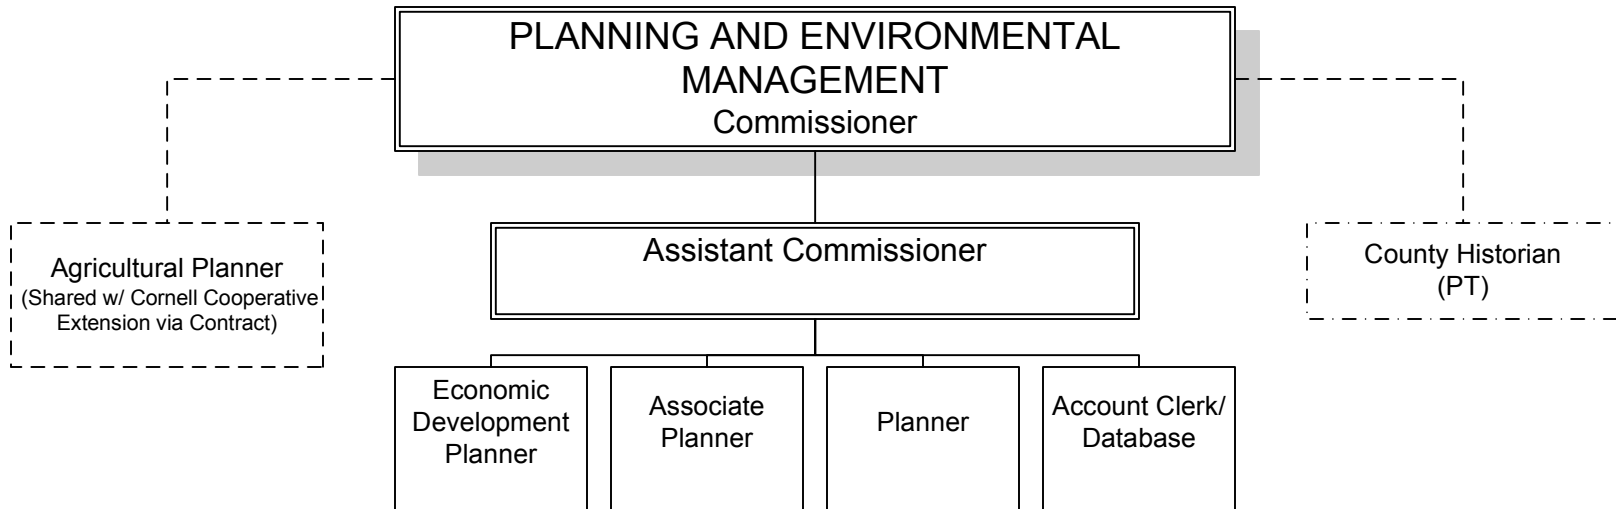 PLANNING AND ENVIRONMENTAL
MANAGEMENT
Commissioner
Assistant Commissioner
Agricultural Planner
(Shared w/ Cornell Cooperative
Extension via Contract)
County Historian
(PT)
Economic
Development
Planner
Associate
Planner
Planner
Account Clerk/
Database